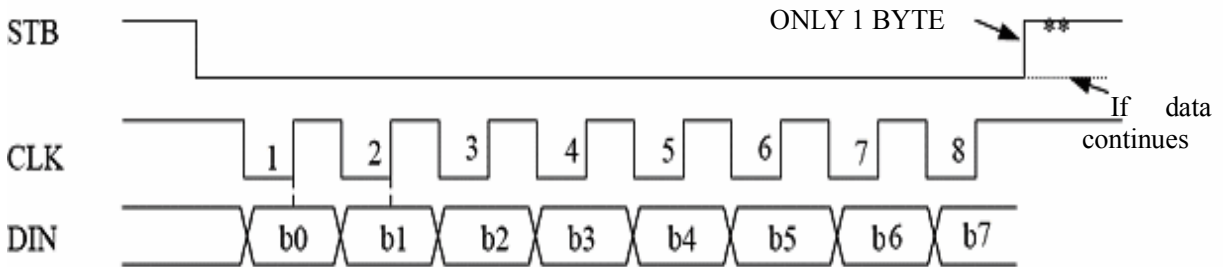 STB
ONLY 1 BYTE
**
If data
continues
CLK
1 2 3 4 5 6 7 8
DIN
b0 b1 b2 b3 b4 b5 b6 b7